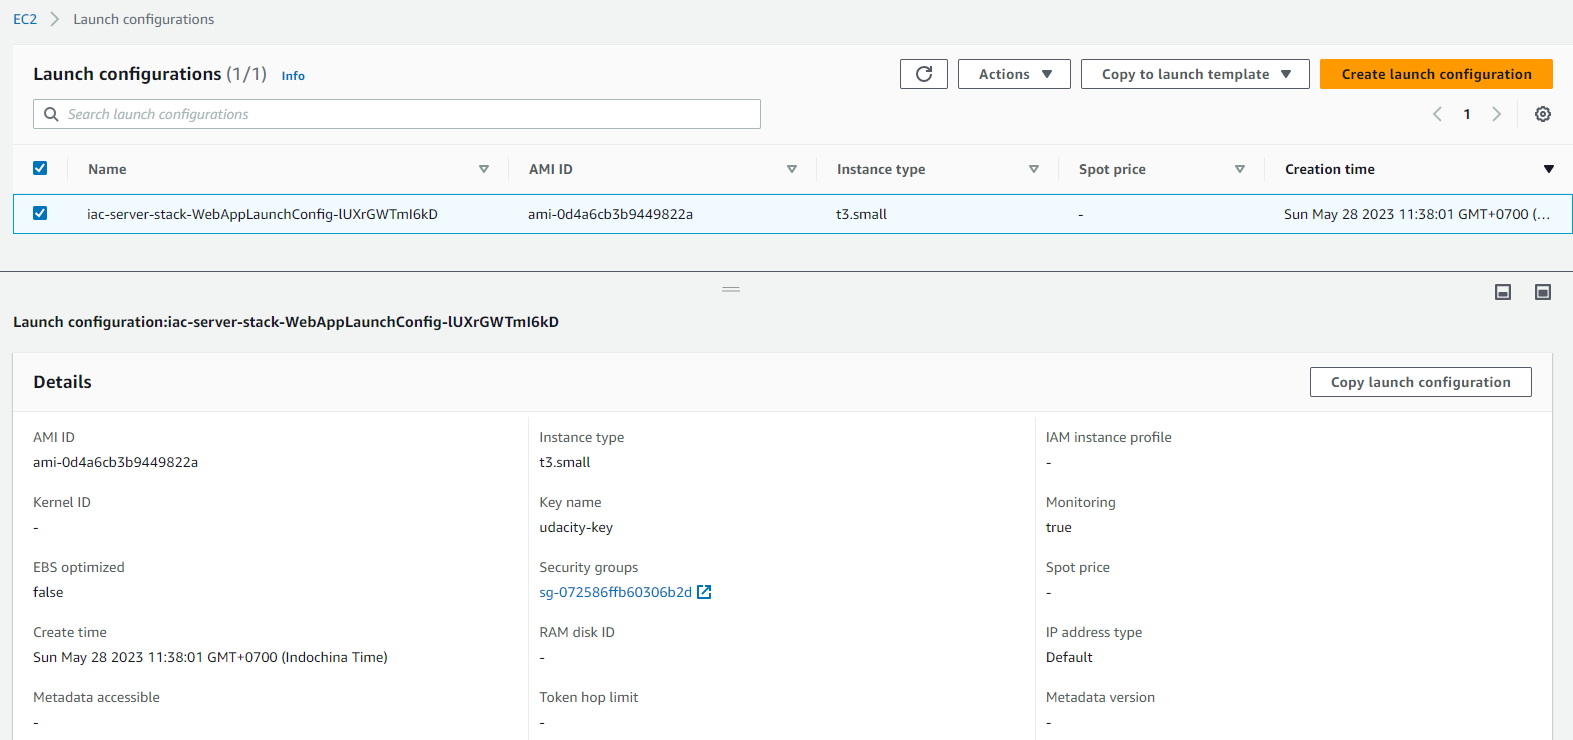 EC2 > Launch configurations
Launch configurations (1/1) Info
Actions Copy to launch template Create launch configuration
Search launch configurations
1
Name AMI ID Instance type Spot price Creation time
iac-server-stack-WebAppLaunchConfig-lUXrGWTmI6kD ami-0d4a6cb3b9449822a t3.small - Sun May 28 2023 11:38:01 GMT+0700 (...
Launch configuration:iac-server-stack-WebAppLaunchConfig-lUXrGWTmI6kD
Details Copy launch configuration
AMI ID Instance type IAM instance profile
ami-0d4a6cb3b9449822a t3.small -
Kernel ID Key name Monitoring
- udacity-key true
EBS optimized Security groups Spot price
false sg-072586ffb60306b2d -
Create time RAM disk ID IP address type
Sun May 28 2023 11:38:01 GMT+0700 (Indochina Time) - Default
Metadata accessible Token hop limit Metadata version
- - -